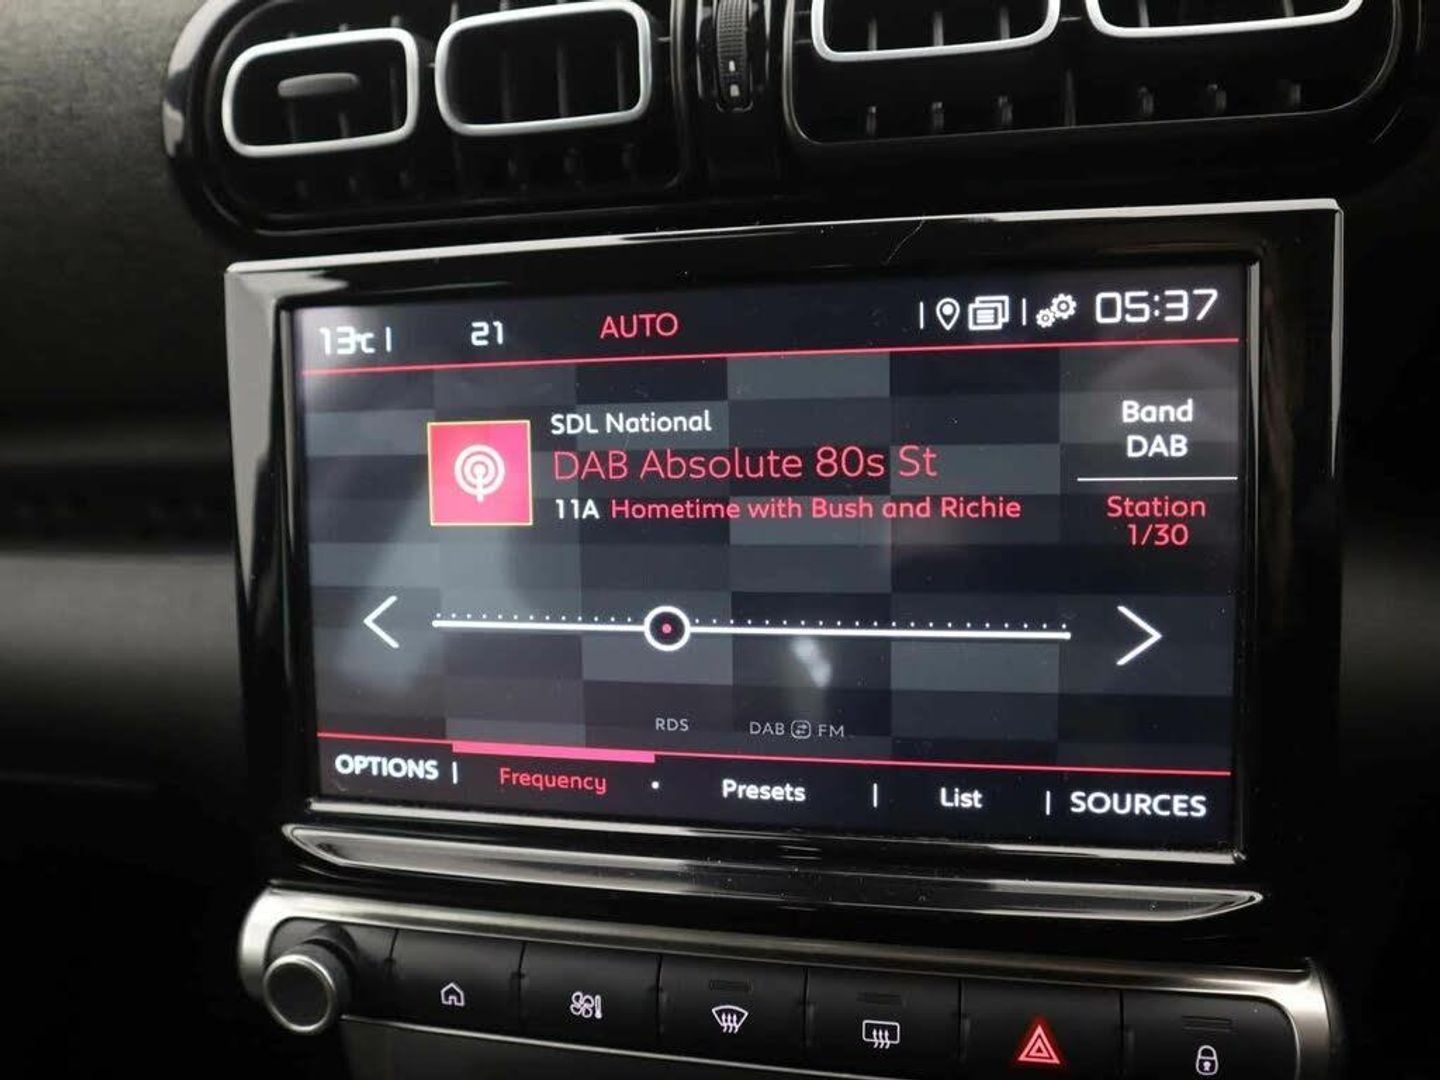 13°C 21 AUTO 05:37
SDL National
DAB Absolute 80s St
11A Hometime with Bush and Richie
Band
DAB
Station
1/30
RDS DAB FM
OPTIONS Frequency Presets List SOURCES